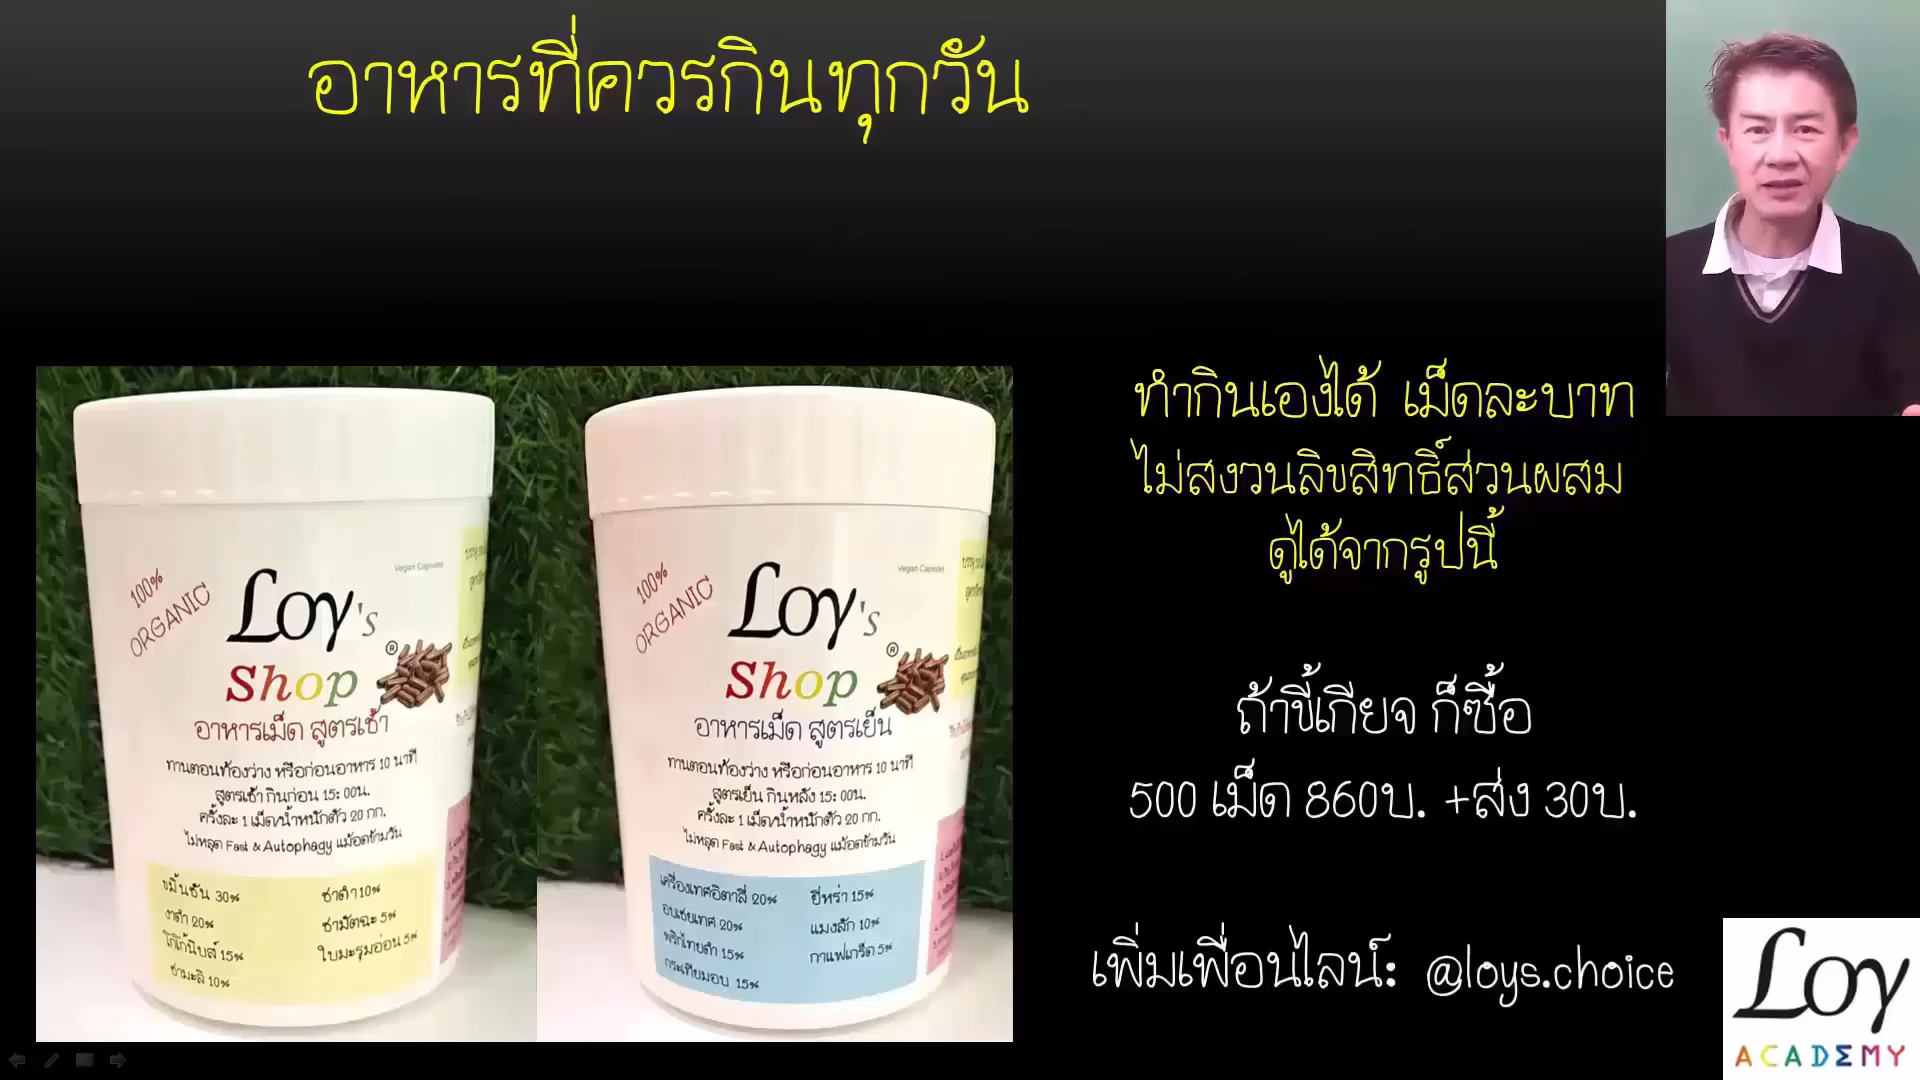 อาหารที่ควรกินทุกวัน
ทำกินเองได้ เม็ดละบาท
ไม่สงวนลิขสิทธิ์ส่วนผสม
ดูได้จากรูปนี้
ถ้าขี้เกียจ ก็ซื้อ
500 เม็ด 860บ. +ส่ง 30บ.
เพิ่มเพื่อนไลน์: @loys.choice
100%
ORGANIC
Vegan Capsules
Loy's
Shop
®
อาหารเม็ด สูตรเช้า
ทานตอนท้องว่าง หรือก่อนอาหาร 10 นาที
สูตรเช้า กินก่อน 15: 00น.
ครั้งละ 1 เม็ด/น้ำหนักตัว 20 กก.
ไม่หลุด Fast & Autophagy แม้อดข้ามวัน
ขมิ้นชัน 30% ชาดำ 10%
งาดำ 20% ชามัตฉะ 5%
โกโก้นิบส์ 15% ใบมะรุมอ่อน 5%
ชามะลิ 10%
100%
ORGANIC
Vegan Capsules
Loy's
Shop
®
อาหารเม็ด สูตรเย็น
ทานตอนท้องว่าง หรือก่อนอาหาร 10 นาที
สูตรเย็น กินหลัง 15: 00น.
ครั้งละ 1 เม็ด/น้ำหนักตัว 20 กก.
ไม่หลุด Fast & Autophagy แม้อดข้ามวัน
เครื่องเทศอิตาลี่ 20% ยี่หร่า 15%
อบเชยเทศ 20% แมงลัก 10%
พริกไทยดำ 15% กาแฟเกร็ด 5%
กระเทียมอบ 15%
Loy
ACADEMY